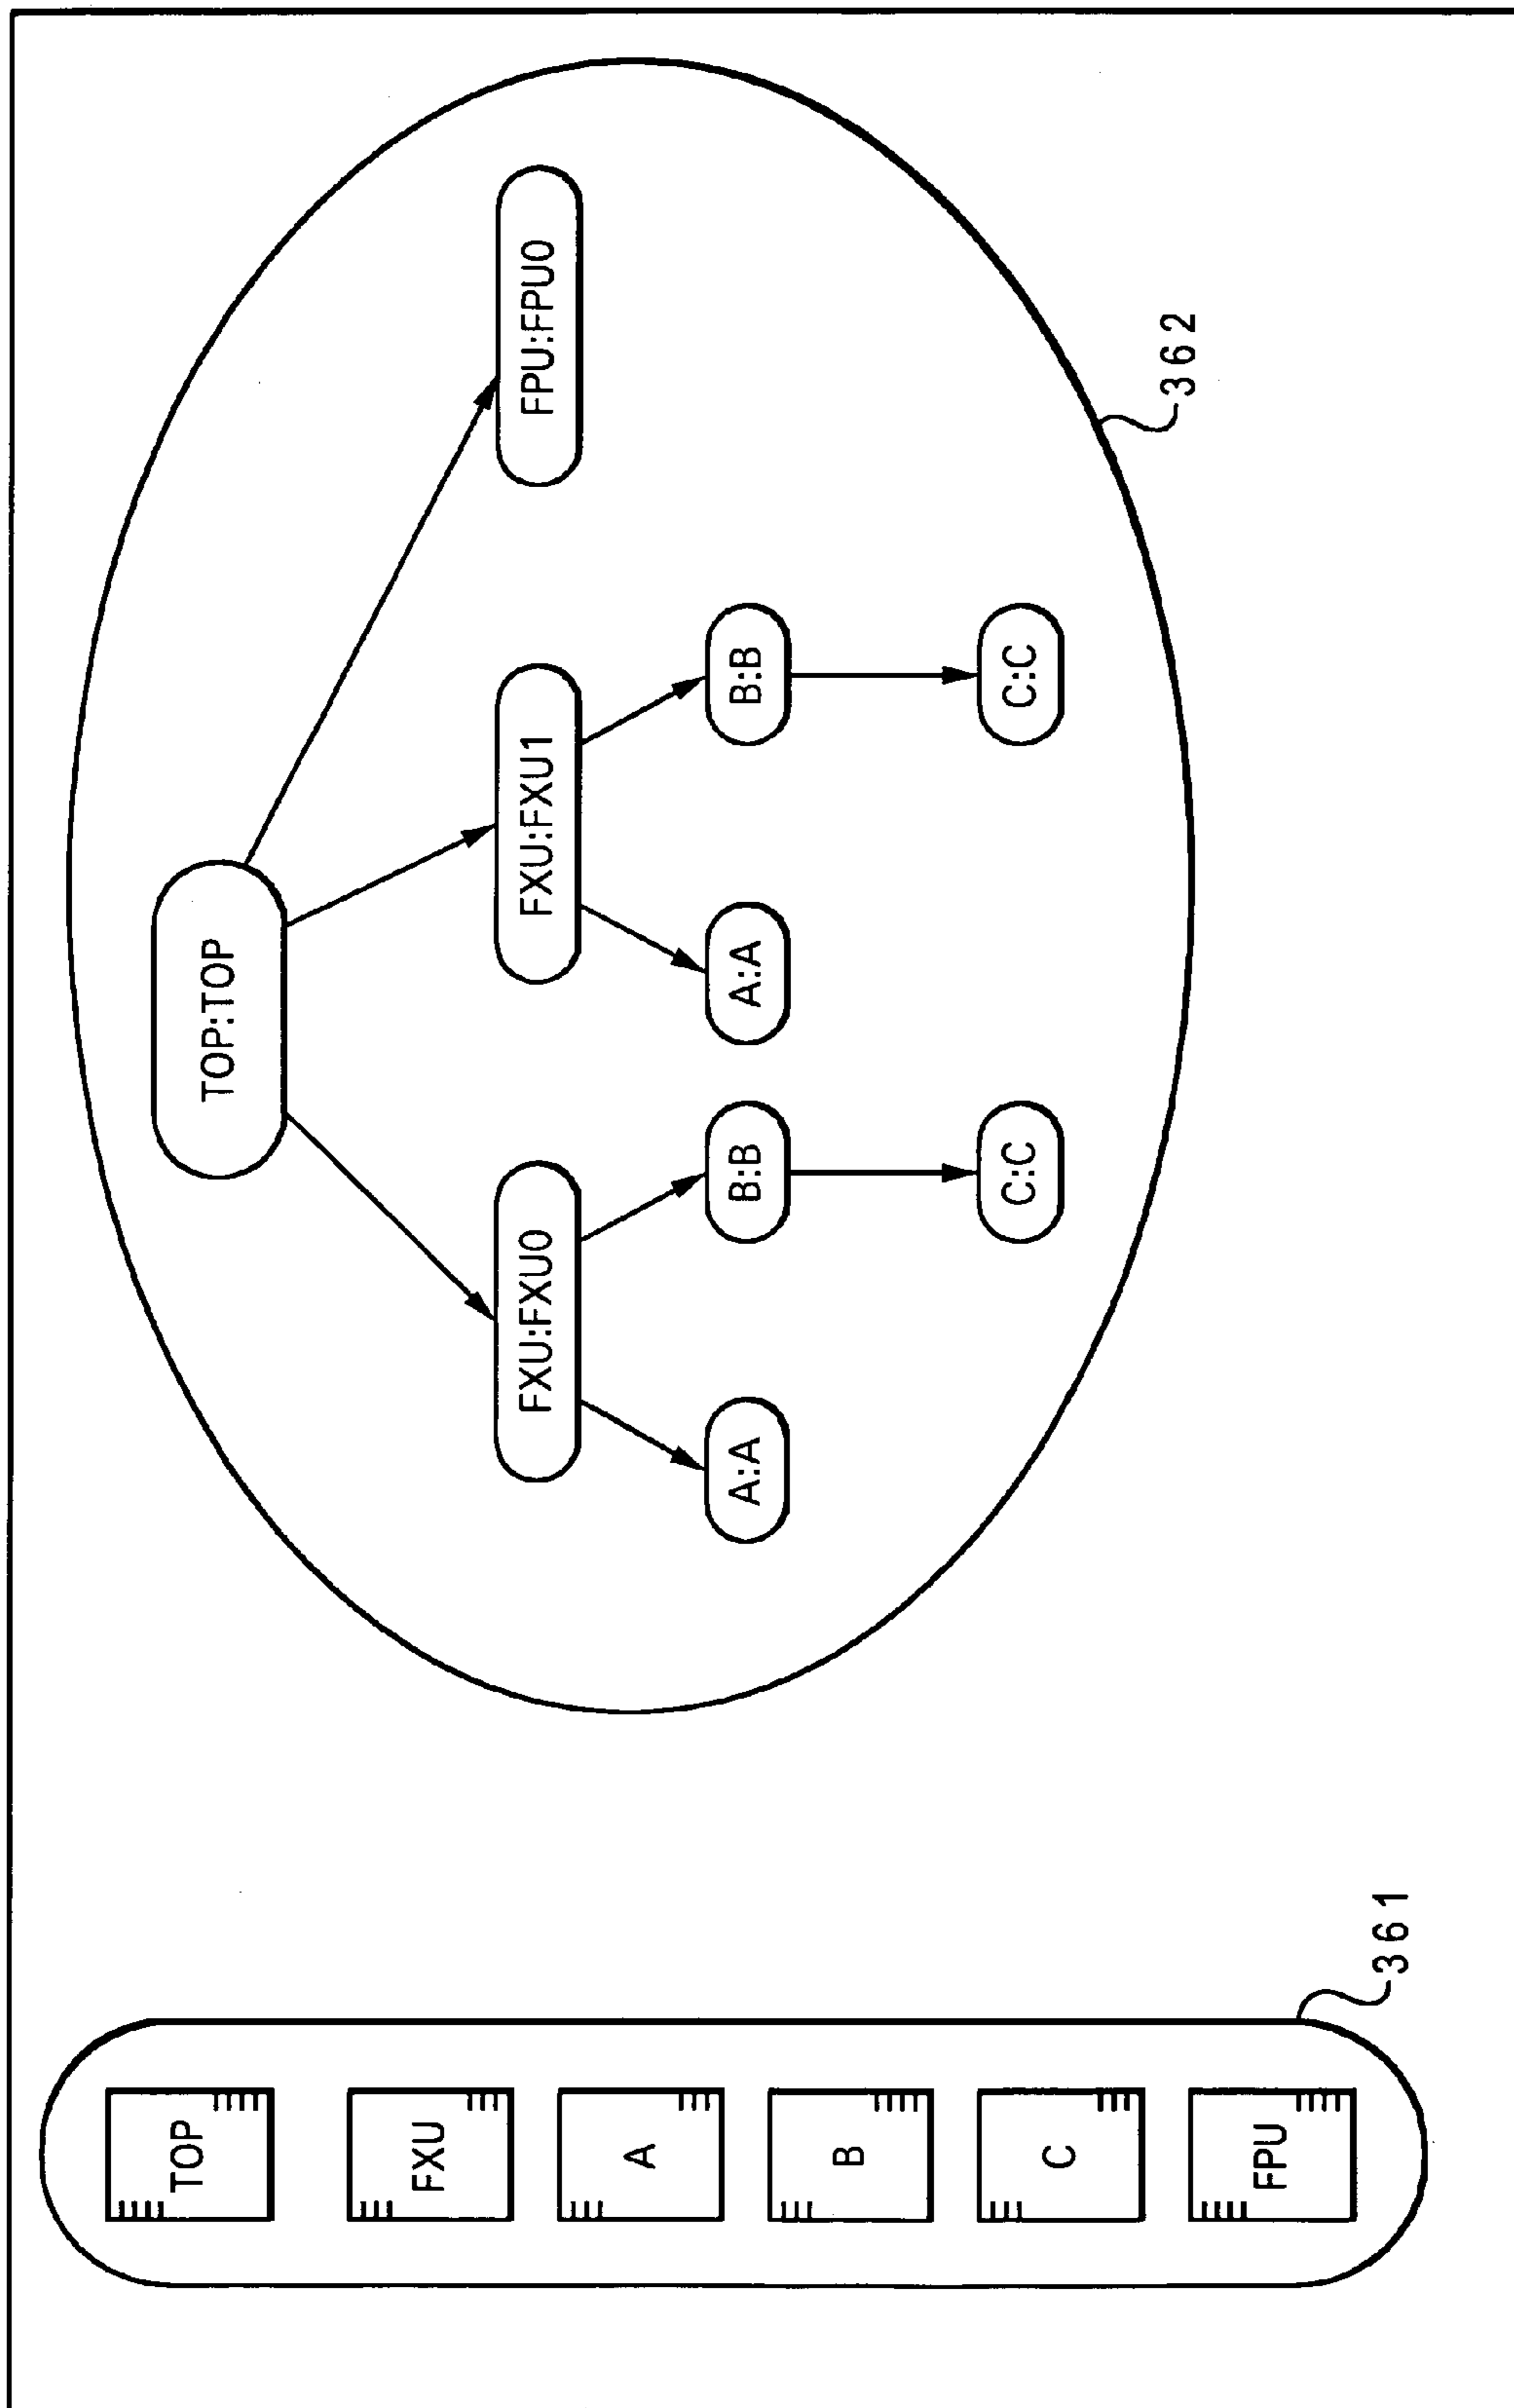 TOP
FXU
A
B
C
FPU
361
TOP:TOP
FXU:FXU0
FXU:FXU1
FPU:FPU0
A:A
B:B
A:A
B:B
C:C
C:C
362